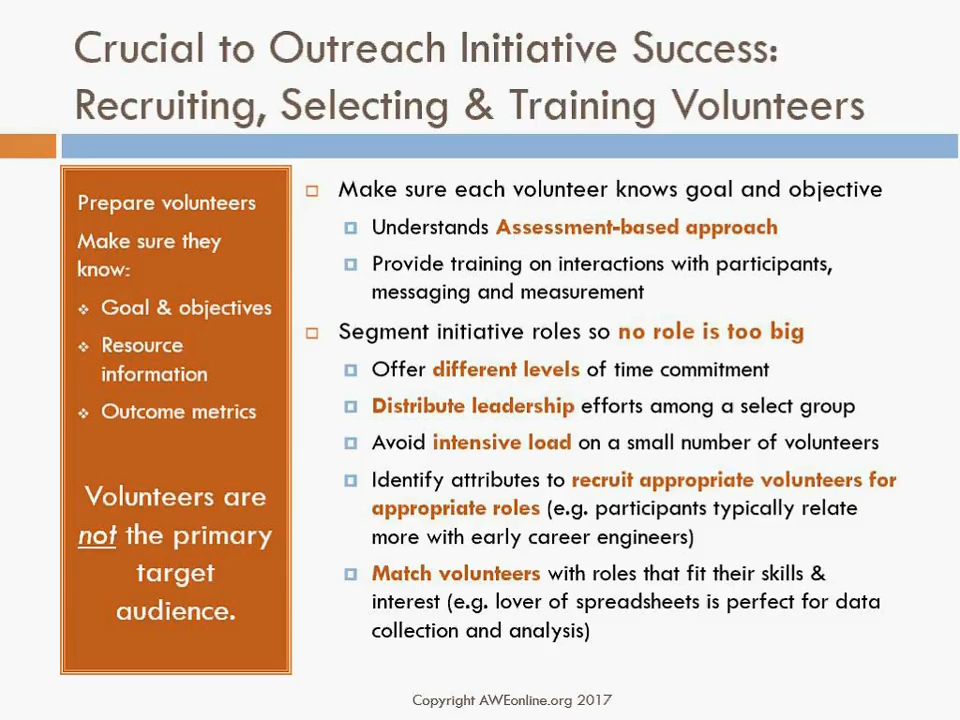 Crucial to Outreach Initiative Success:
Recruiting, Selecting & Training Volunteers
Prepare volunteers
Make sure they
know:
Goal & objectives
Resource
information
Outcome metrics
Volunteers are
not the primary
target
audience.
Make sure each volunteer knows goal and objective
Understands Assessment-based approach
Provide training on interactions with participants,
messaging and measurement
Segment initiative roles so no role is too big
Offer different levels of time commitment
Distribute leadership efforts among a select group
Avoid intensive load on a small number of volunteers
Identify attributes to recruit appropriate volunteers for
appropriate roles (e.g. participants typically relate
more with early career engineers)
Match volunteers with roles that fit their skills &
interest (e.g. lover of spreadsheets is perfect for data
collection and analysis)
Copyright AWEonline.org 2017